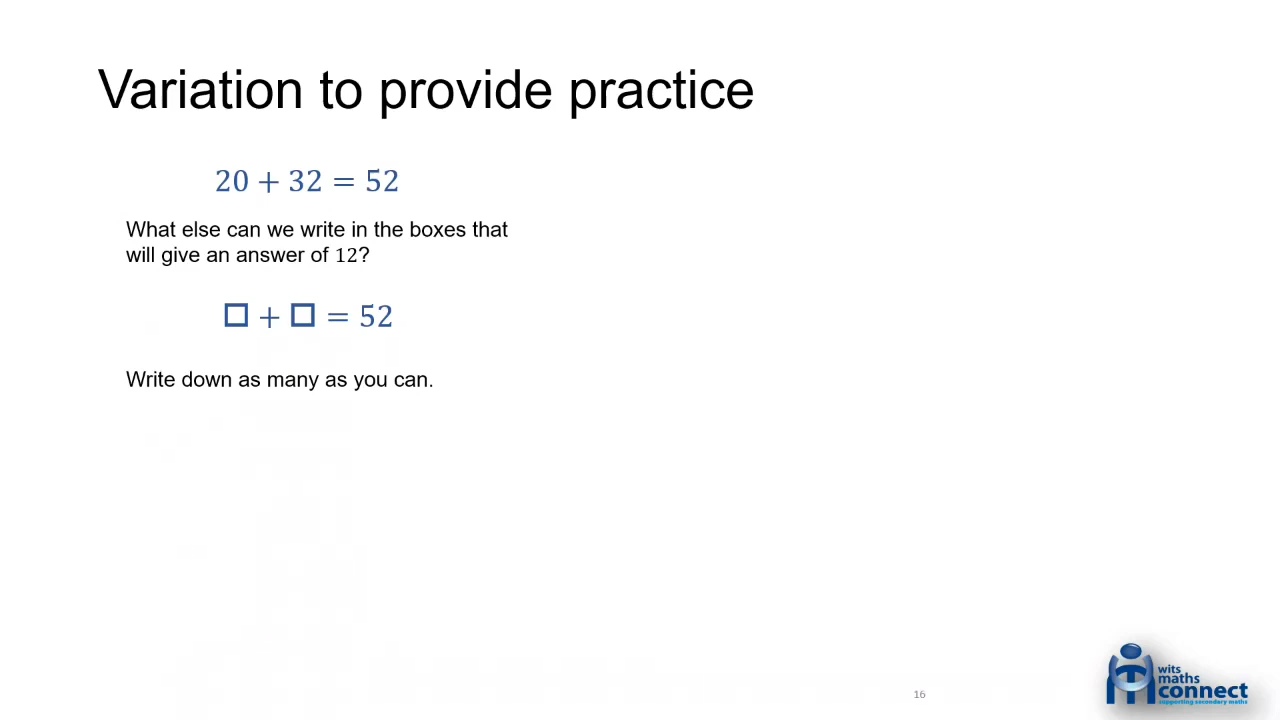 Variation to provide practice
20 + 32 = 52
What else can we write in the boxes that
will give an answer of 12?
□ + □ = 52
Write down as many as you can.
16
wits
maths
connect
supporting secondary maths